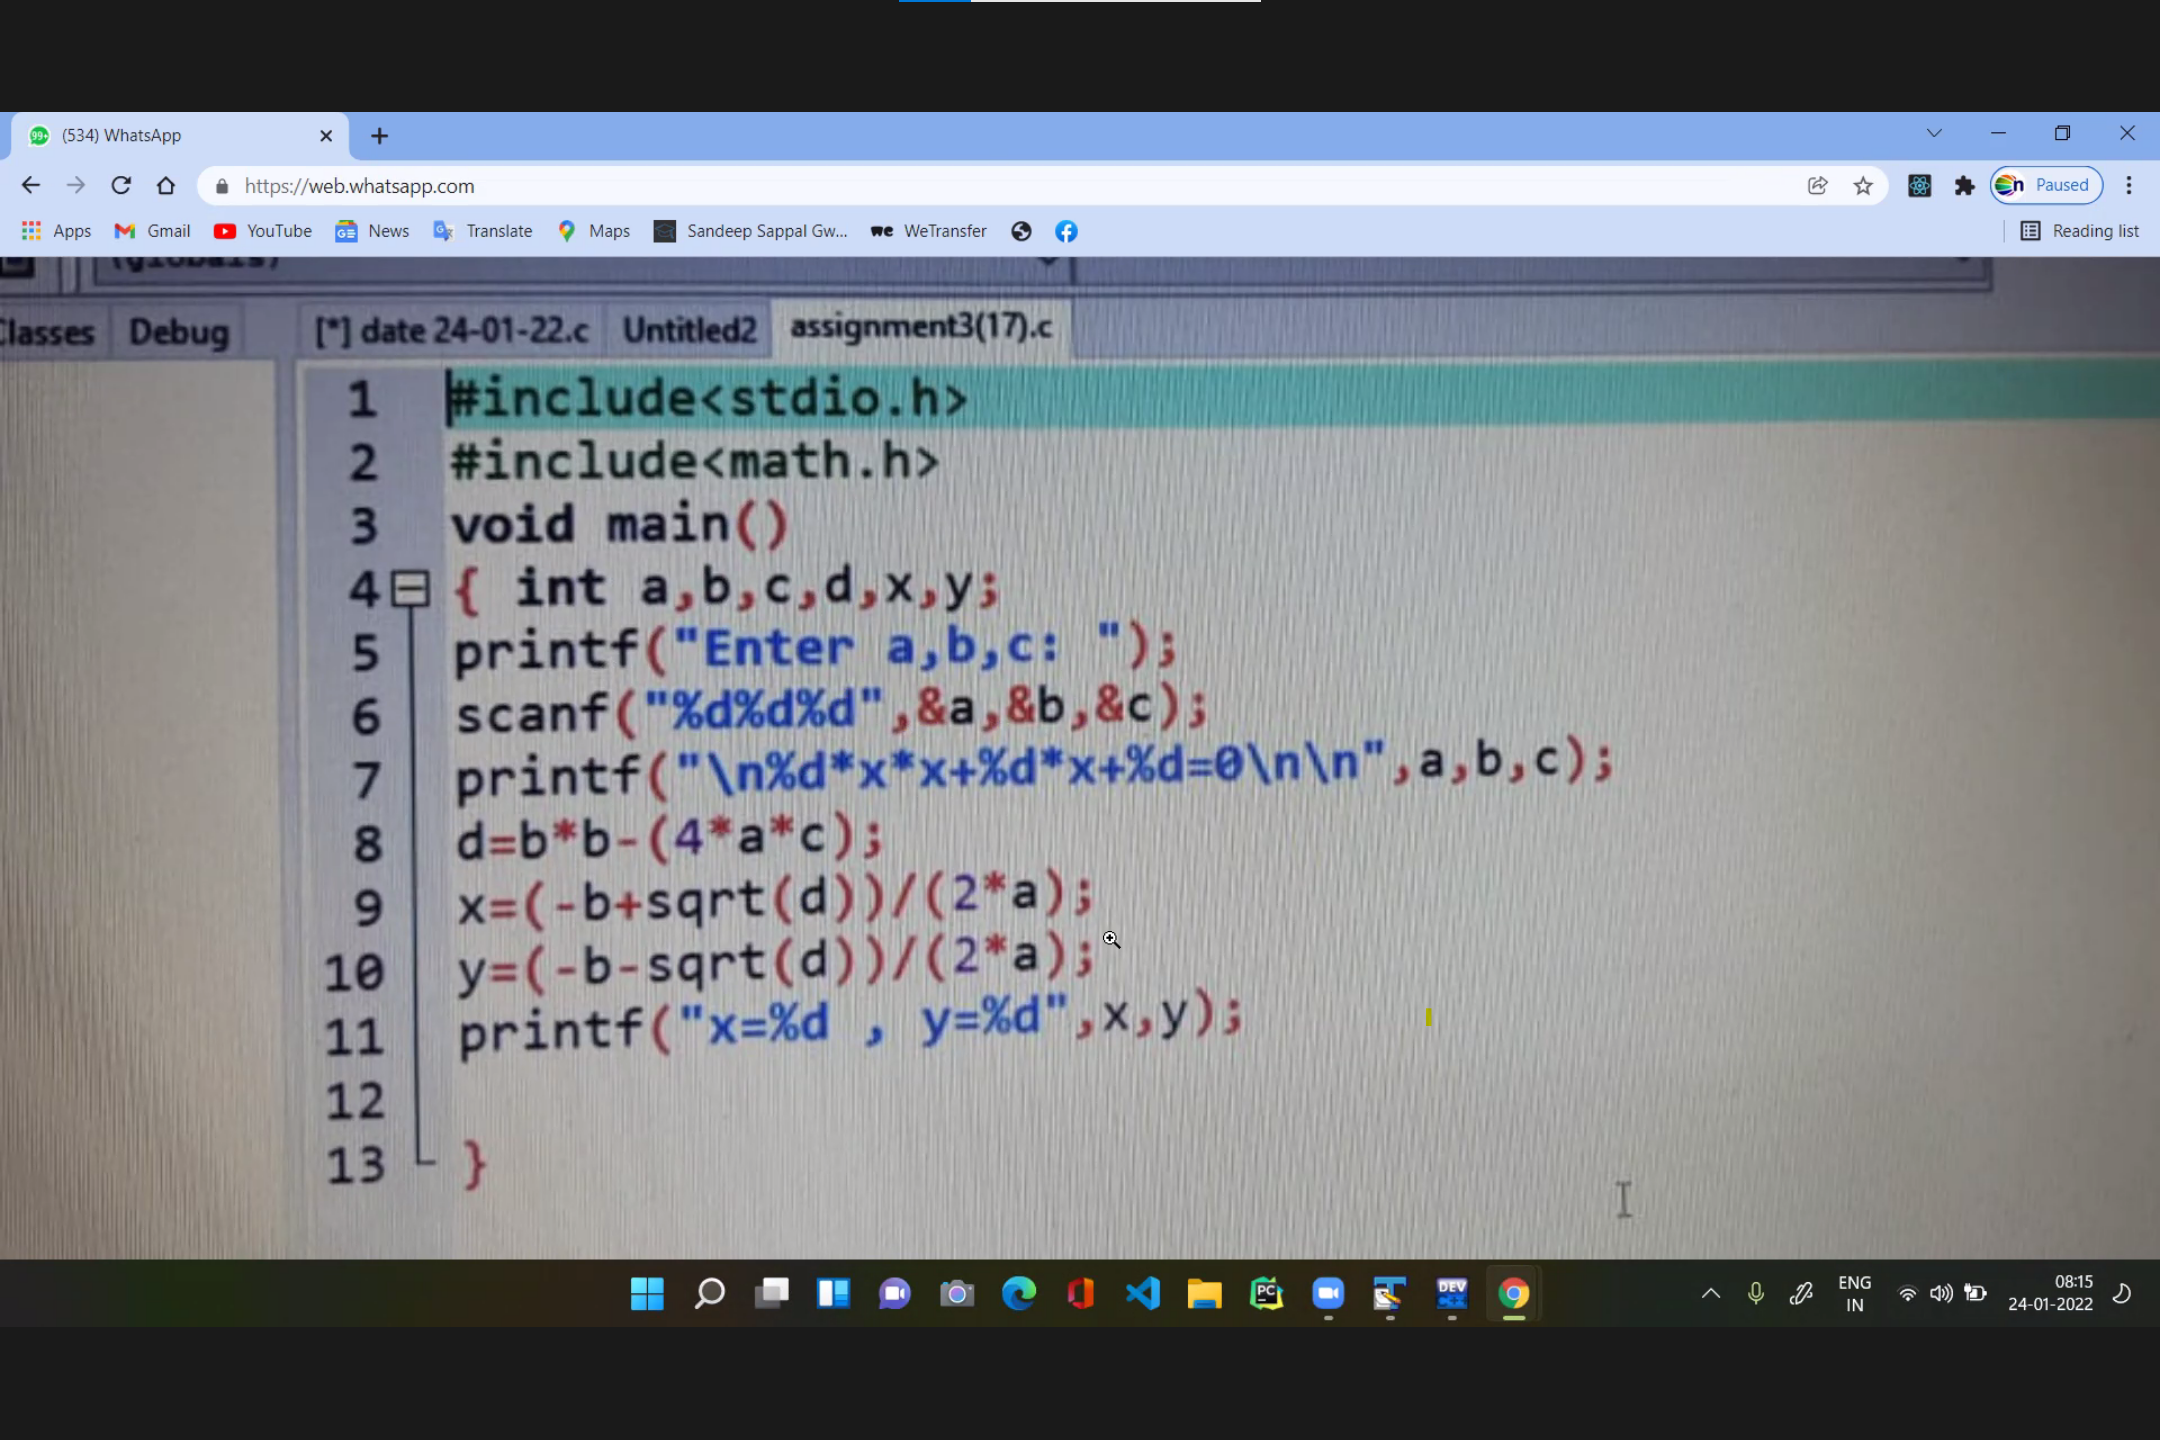 (534) WhatsApp
https://web.whatsapp.com
Paused
Apps
Gmail
YouTube
News
Translate
Maps
Sandeep Sappal Gw...
WeTransfer
Reading list
(globals)
Classes
Debug
[*] date 24-01-22.c
Untitled2
assignment3(17).c
1 #include<stdio.h>
2 #include<math.h>
3 void main()
4 { int a,b,c,d,x,y;
5 printf("Enter a,b,c: ");
6 scanf("%d%d%d",&a,&b,&c);
7 printf("\n%d*x*x+%d*x+%d=0\n\n",a,b,c);
8 d=b*b-(4*a*c);
9 x=(-b+sqrt(d))/(2*a);
10 y=(-b-sqrt(d))/(2*a);
11 printf("x=%d , y=%d",x,y);
12
13 }
ENG
IN
08:15
24-01-2022